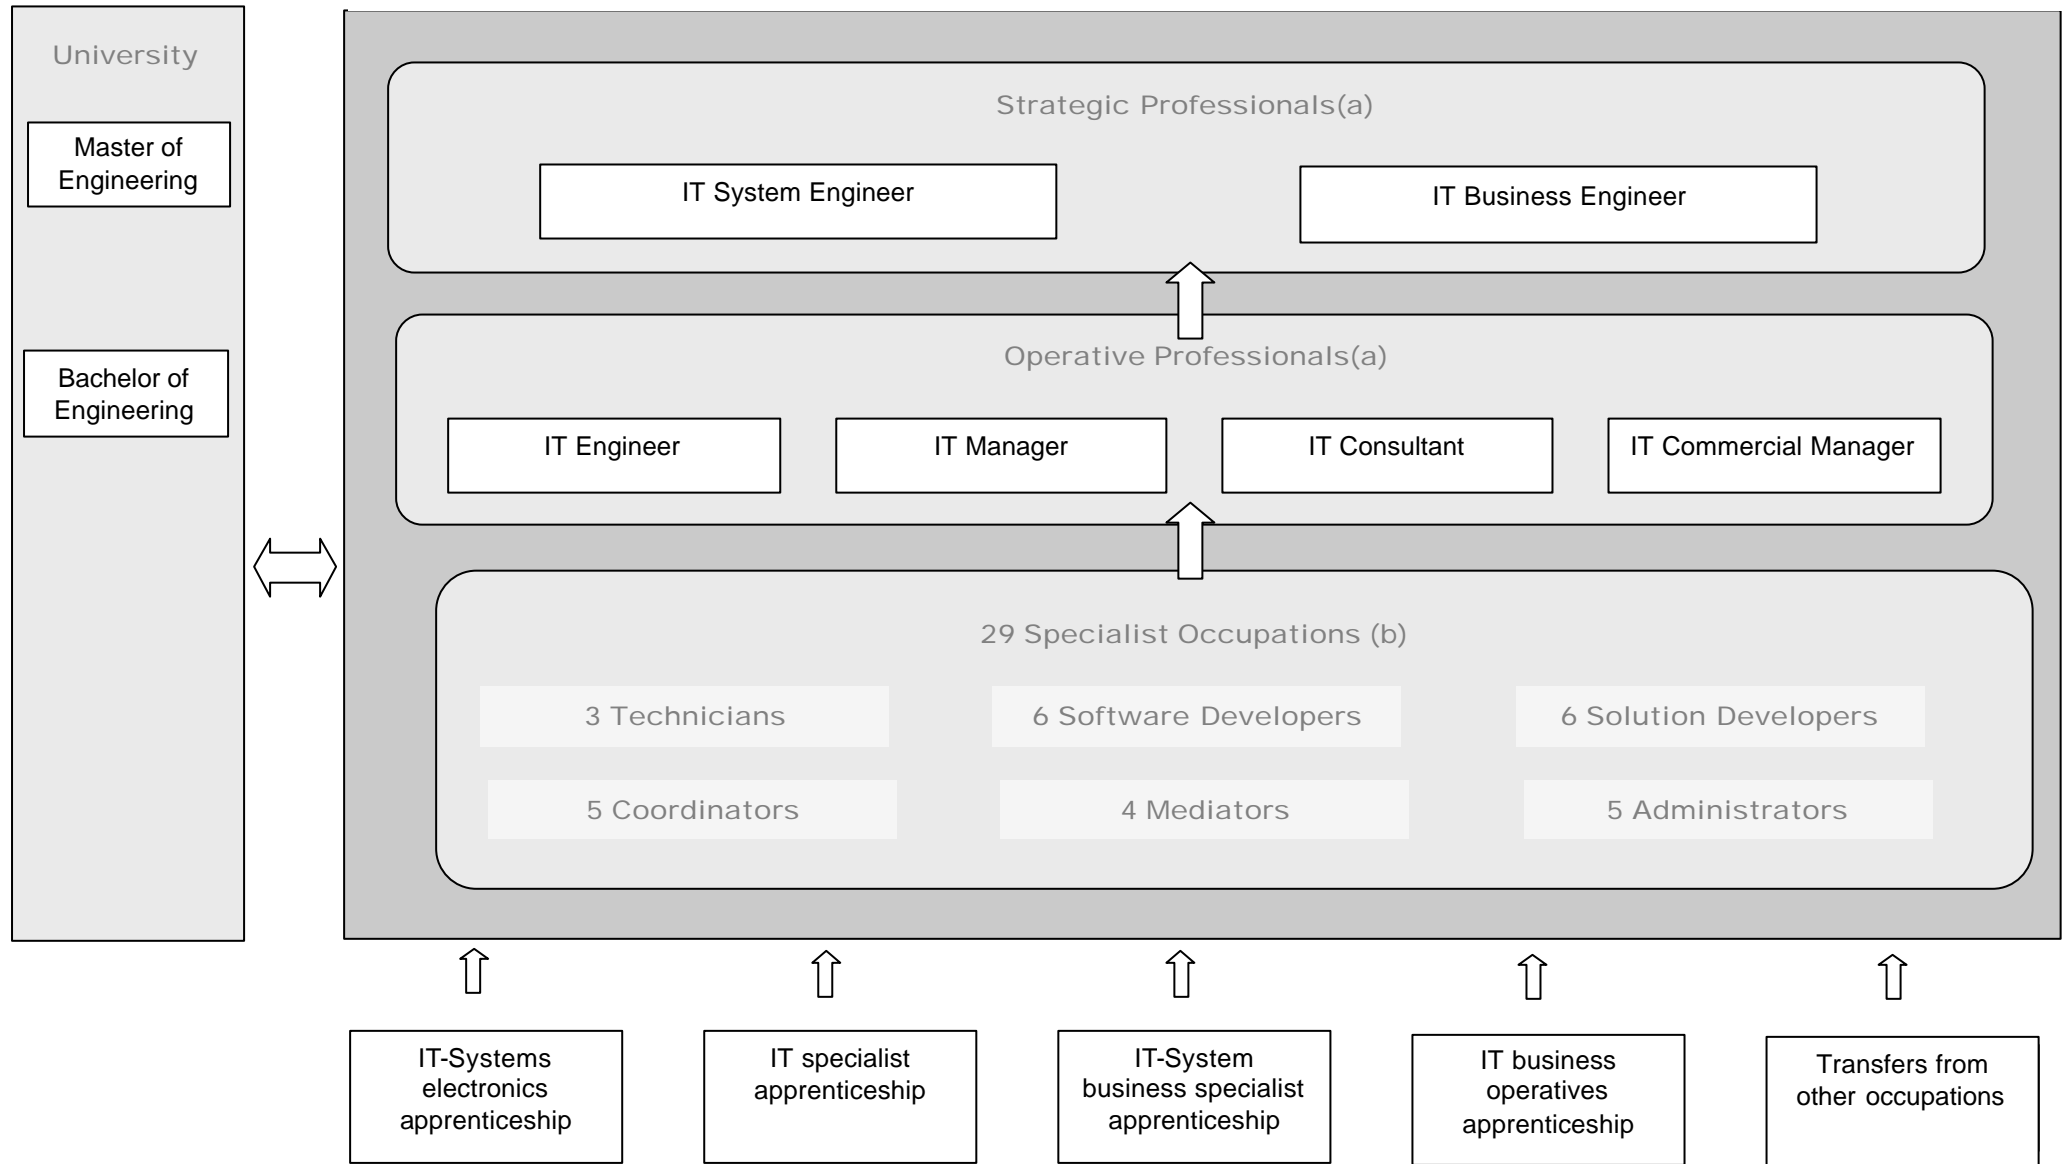 University
Master of
Engineering
Bachelor of
Engineering
Strategic Professionals(a)
IT System Engineer
IT Business Engineer
Operative Professionals(a)
IT Engineer
IT Manager
IT Consultant
IT Commercial Manager
29 Specialist Occupations (b)
3 Technicians
6 Software Developers
6 Solution Developers
5 Coordinators
4 Mediators
5 Administrators
IT-Systems
electronics
apprenticeship
IT specialist
apprenticeship
IT-System
business specialist
apprenticeship
IT business
operatives
apprenticeship
Transfers from
other occupations